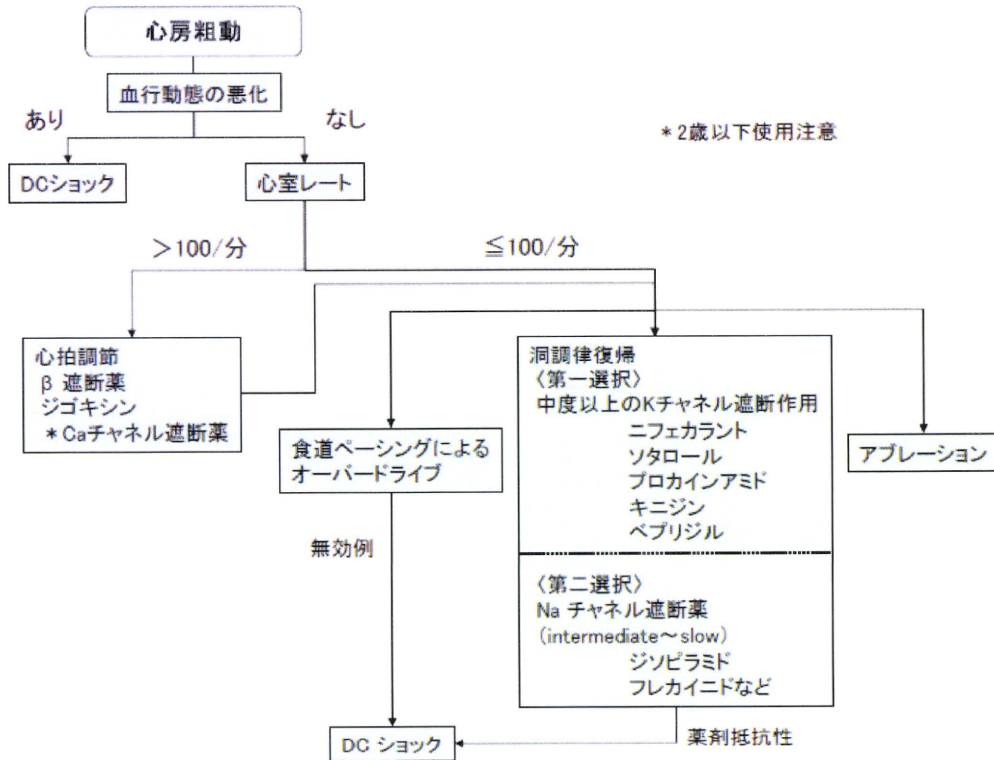 心房粗動
血行動態の悪化
あり
なし
*2歳以下使用注意
DCショック
心室レート
>100/分
≦100/分
心拍調節
β 遮断薬
ジゴキシン
*Caチャネル遮断薬
食道ペーシングによる
オーバードライブ
洞調律復帰
〈第一選択〉
中度以上のKチャネル遮断作用
ニフェカラント
ソタロール
プロカインアミド
キニジン
ベプリジル
アブレーション
無効例
〈第二選択〉
Na チャネル遮断薬
(intermediate~slow)
ジソピラミド
フレカイニドなど
DC ショック
薬剤抵抗性